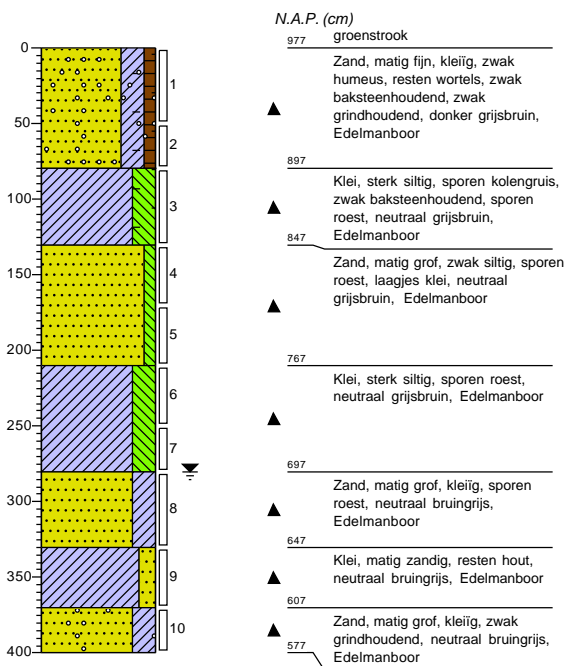 N.A.P. (cm)
0
50
100
150
200
250
300
350
400
1
2
3
4
5
6
7
8
9
10
977 groenstrook
Zand, matig fijn, kleiïg, zwak
humeus, resten wortels, zwak
baksteenhoudend, zwak
grindhoudend, donker grijsbruin,
Edelmanboor
897
Klei, sterk siltig, sporen kolengruis,
zwak baksteenhoudend, sporen
roest, neutraal grijsbruin,
Edelmanboor
847
Zand, matig grof, zwak siltig, sporen
roest, laagjes klei, neutraal
grijsbruin, Edelmanboor
767
Klei, sterk siltig, sporen roest,
neutraal grijsbruin, Edelmanboor
697
Zand, matig grof, kleiïg, sporen
roest, neutraal bruingrijs,
Edelmanboor
647
Klei, matig zandig, resten hout,
neutraal bruingrijs, Edelmanboor
607
Zand, matig grof, kleiïg, zwak
grindhoudend, neutraal bruingrijs,
577 Edelmanboor